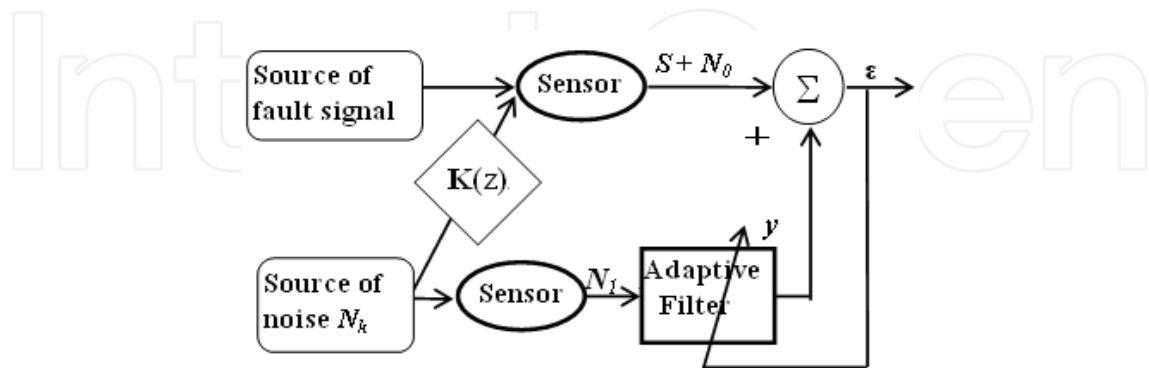 Source of
fault signal
Sensor
S + N₀
Σ
ε
+
K(z)
Source of
noise Nₖ
Sensor
N₁
Adaptive
Filter
y